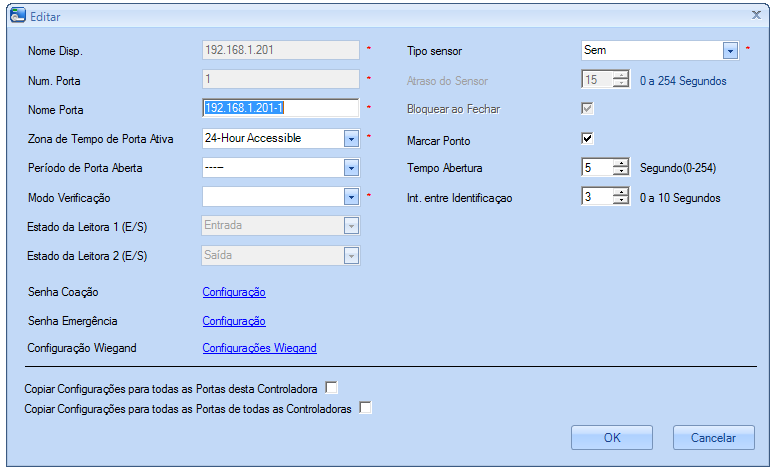 Editar
Nome Disp. 192.168.1.201 * Tipo sensor Sem *
Num. Porta 1 * Atraso do Sensor 15 0 a 254 Segundos
Nome Porta 192.168.1.201-1 * Bloquear ao Fechar
Zona de Tempo de Porta Ativa 24-Hour Accessible * Marcar Ponto
Período de Porta Aberta ----- Tempo Abertura 5 Segundo(0-254)
Modo Verificação * Int. entre Identificaçao 3 0 a 10 Segundos
Estado da Leitora 1 (E/S) Entrada
Estado da Leitora 2 (E/S) Saída
Senha Coação Configuração
Senha Emergência Configuração
Configuração Wiegand Configurações Wiegand
Copiar Configurações para todas as Portas desta Controladora
Copiar Configurações para todas as Portas de todas as Controladoras
OK Cancelar